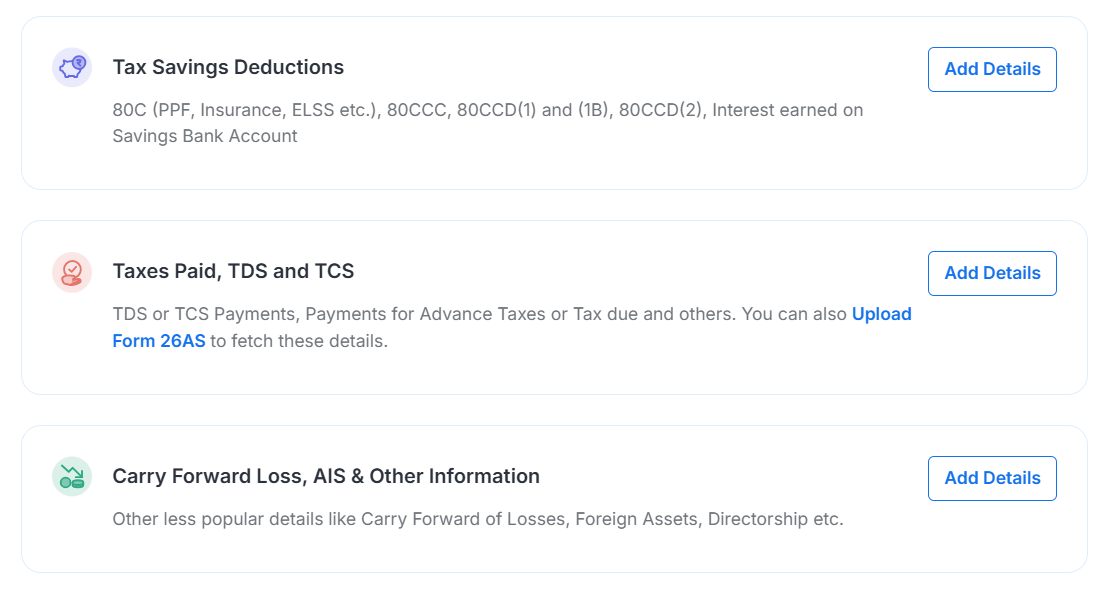 Tax Savings Deductions
Add Details
80C (PPF, Insurance, ELSS etc.), 80CCC, 80CCD(1) and (1B), 80CCD(2), Interest earned on
Savings Bank Account
Taxes Paid, TDS and TCS
Add Details
TDS or TCS Payments, Payments for Advance Taxes or Tax due and others. You can also Upload
Form 26AS to fetch these details.
Carry Forward Loss, AIS & Other Information
Add Details
Other less popular details like Carry Forward of Losses, Foreign Assets, Directorship etc.